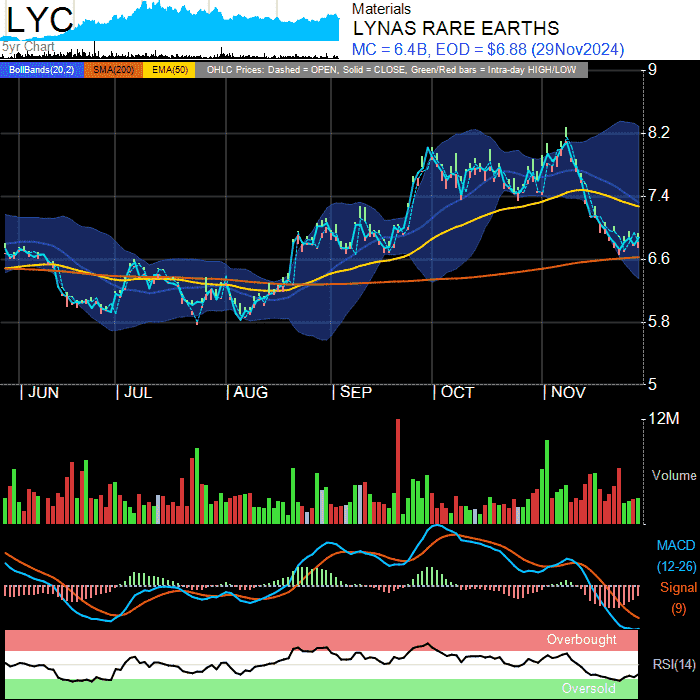 LYC
5yr Chart
Materials
LYNAS RARE EARTHS
MC = 6.4B, EOD = $6.88 (29Nov2024)
BollBands(20,2) SMA(200) EMA(50) OHLC Prices: Dashed = OPEN, Solid = CLOSE, Green/Red bars = Intra-day HIGH/LOW
9
8.2
7.4
6.6
5.8
5
| JUN | JUL | AUG | SEP | OCT | NOV
12M
Volume
MACD
(12-26)
Signal
(9)
Overbought
RSI(14)
Oversold